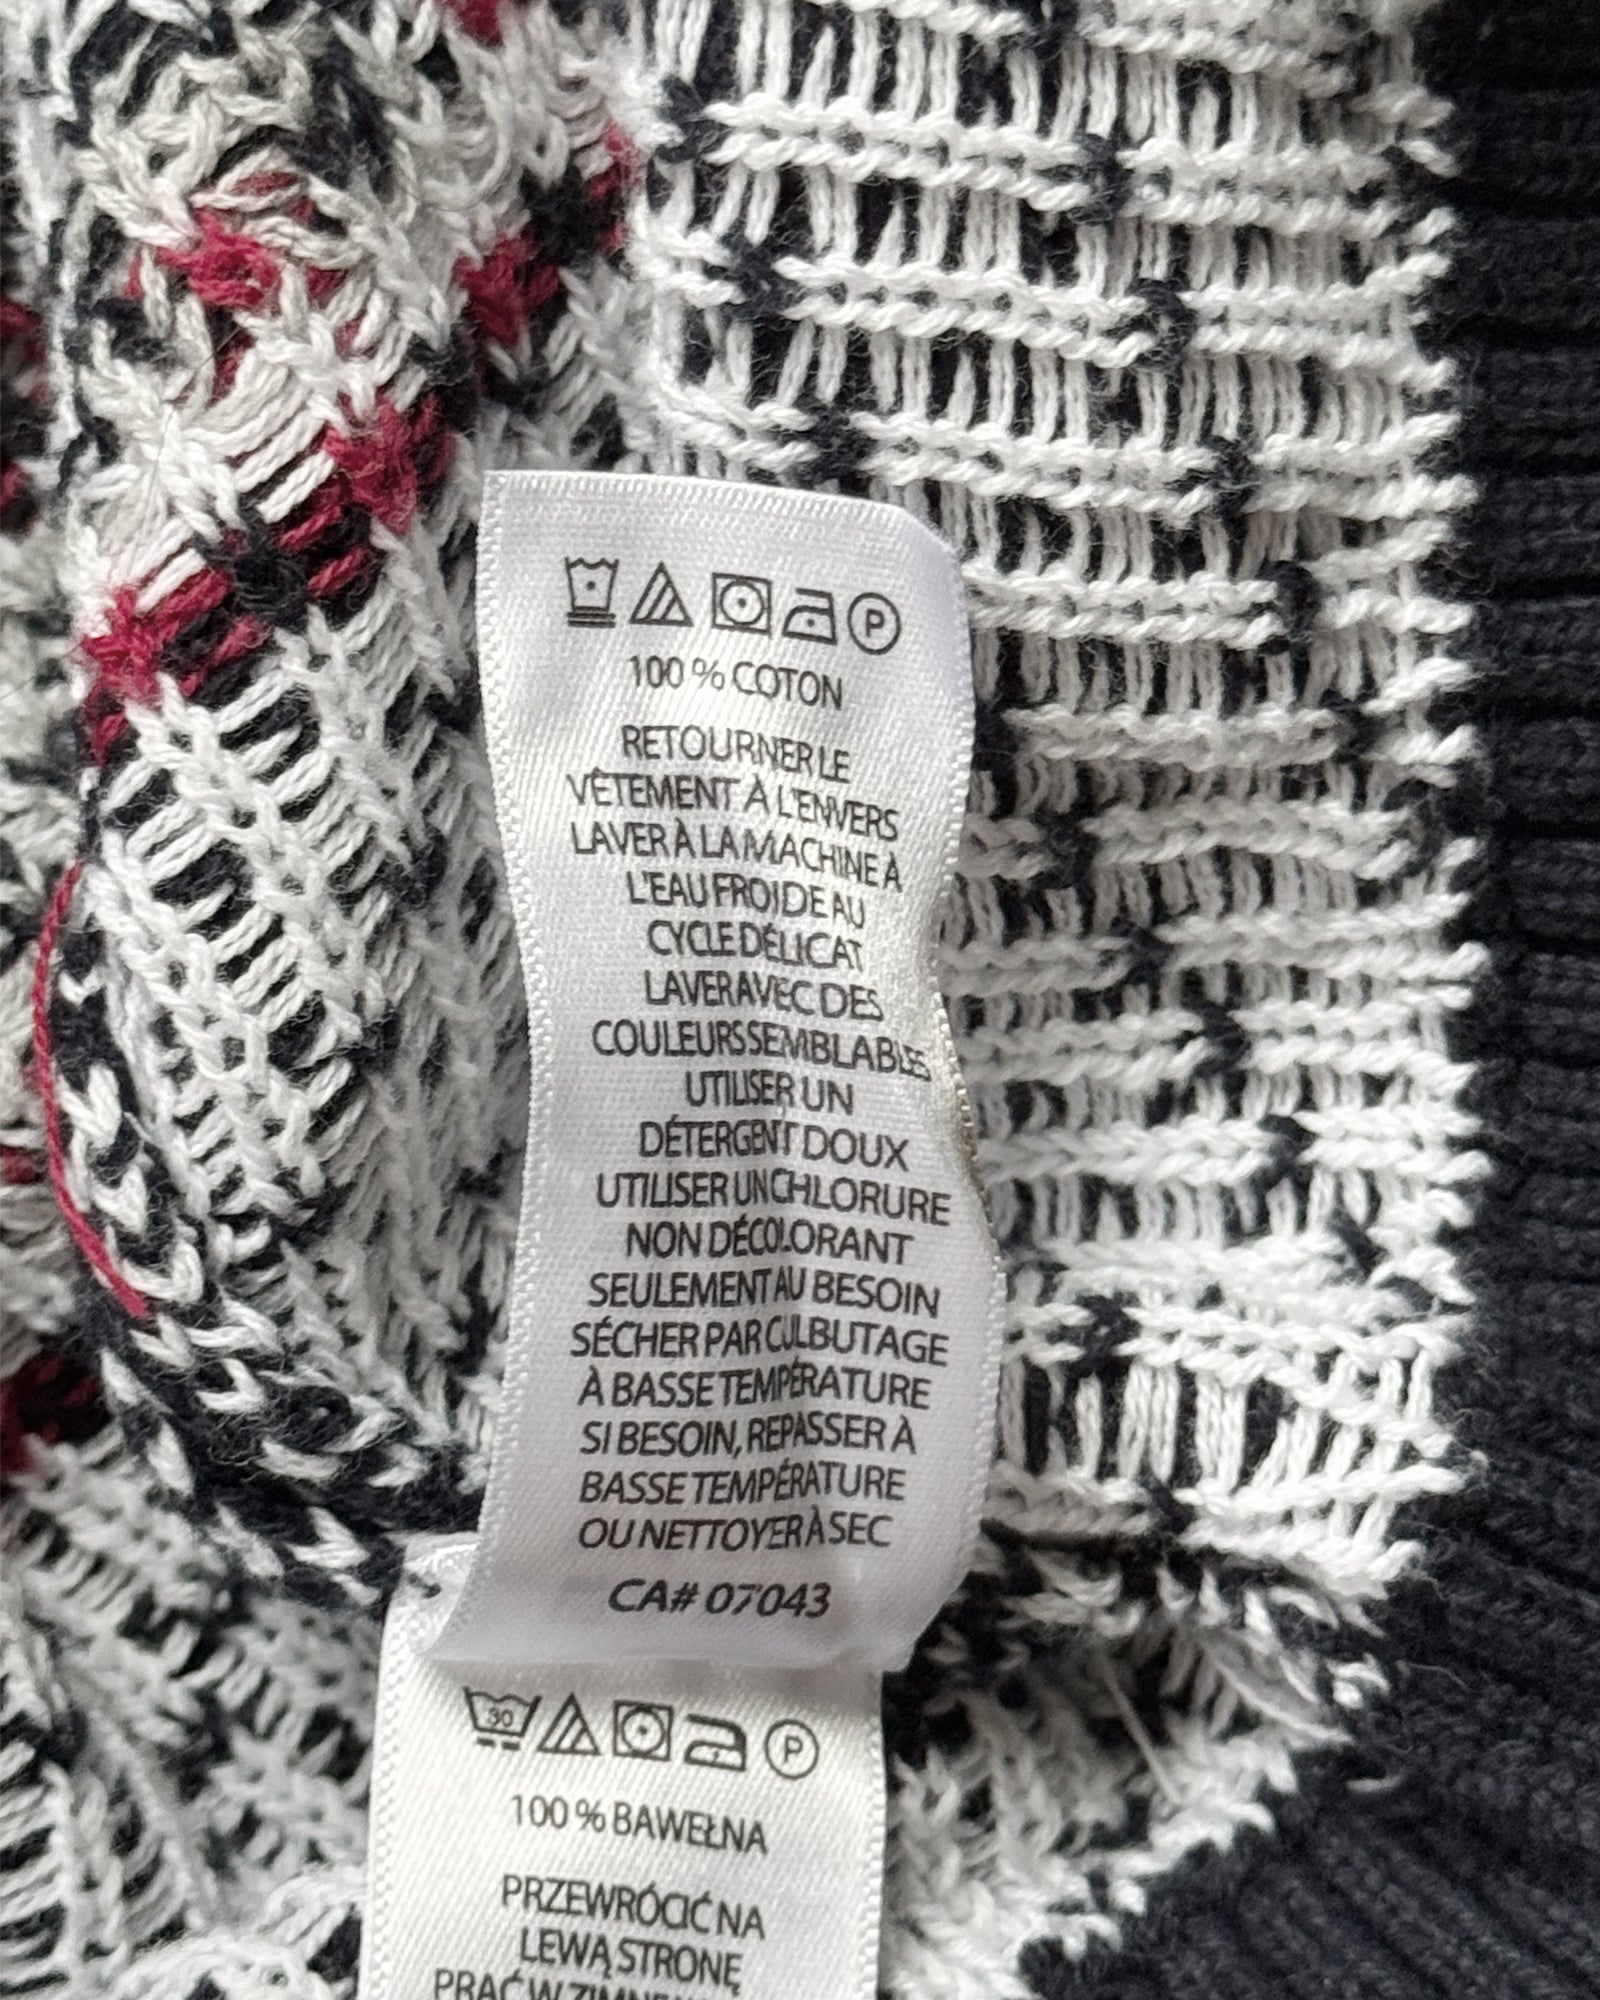 P
100 % COTON
RETOURNER LE
VÊTEMENT À L'ENVERS
LAVER À LA MACHINE À
L'EAU FROIDE AU
CYCLE DÉLICAT
LAVER AVEC DES
COULEURS SEMBLABLES
UTILISER UN
DÉTERGENT DOUX
UTILISER UN CHLORURE
NON DÉCOLORANT
SEULEMENT AU BESOIN
SÉCHER PAR CULBUTAGE
À BASSE TEMPÉRATURE
SI BESOIN, REPASSER À
BASSE TEMPÉRATURE
OU NETTOYER À SEC
CA# 07043
30 P
100 % BAWEŁNA
PRZEWRÓCIĆ NA
LEWĄ STRONĘ
PRAĆ W